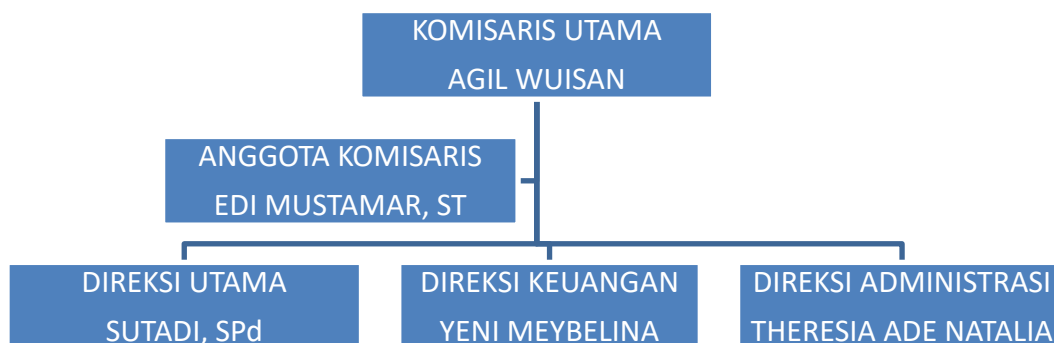 KOMISARIS UTAMA
AGIL WUISAN
ANGGOTA KOMISARIS
EDI MUSTAMAR, ST
DIREKSI UTAMA
SUTADI, SPd
DIREKSI KEUANGAN
YENI MEYBELINA
DIREKSI ADMINISTRASI
THERESIA ADE NATALIA